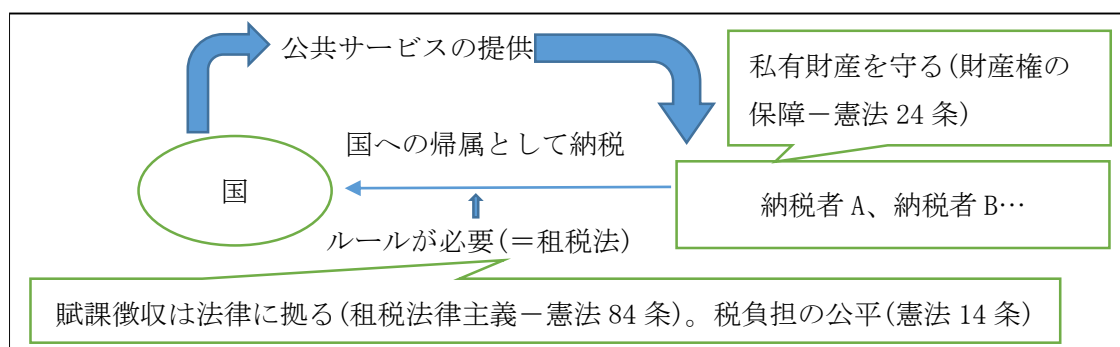 公共サービスの提供
私有財産を守る(財産権の
保障－憲法 24 条)
国への帰属として納税
国
納税者 A、納税者 B…
ルールが必要(＝租税法)
賦課徴収は法律に拠る(租税法律主義－憲法 84 条)。税負担の公平(憲法 14 条)